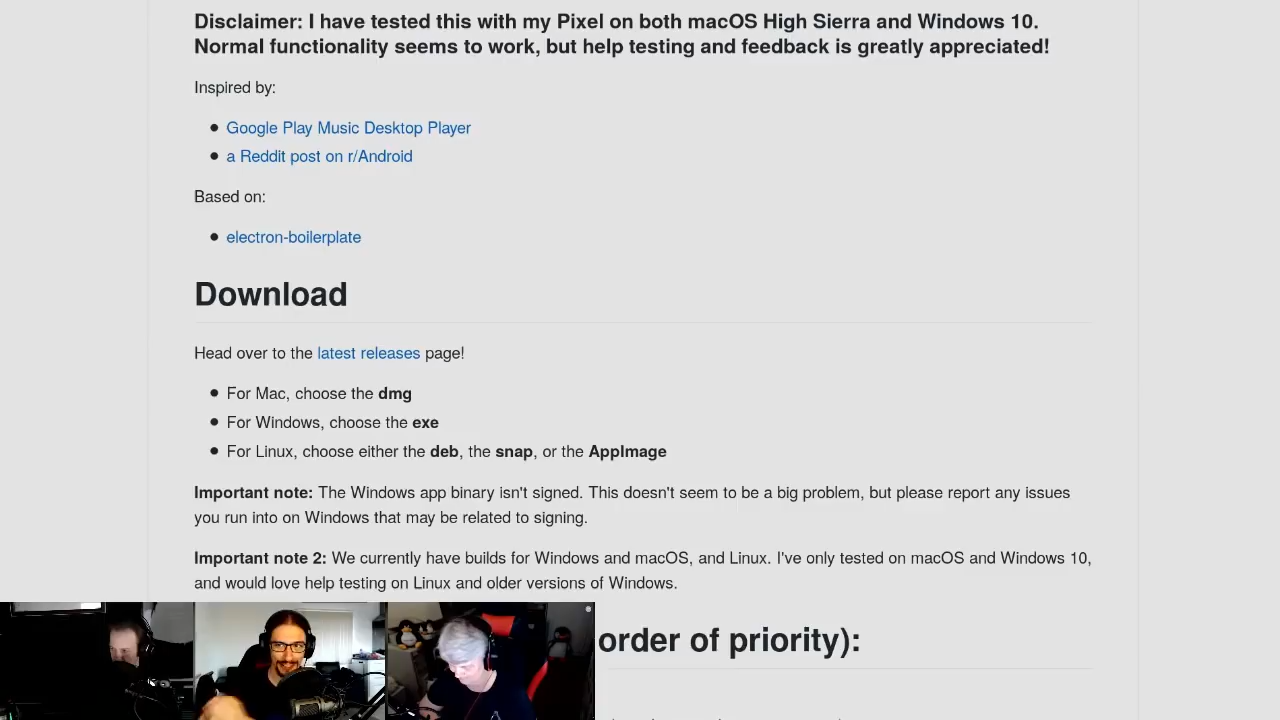 Disclaimer: I have tested this with my Pixel on both macOS High Sierra and Windows 10.
Normal functionality seems to work, but help testing and feedback is greatly appreciated!
Inspired by:
Google Play Music Desktop Player
a Reddit post on r/Android
Based on:
electron-boilerplate
Download
Head over to the latest releases page!
For Mac, choose the dmg
For Windows, choose the exe
For Linux, choose either the deb, the snap, or the AppImage
Important note: The Windows app binary isn't signed. This doesn't seem to be a big problem, but please report any issues
you run into on Windows that may be related to signing.
Important note 2: We currently have builds for Windows and macOS, and Linux. I've only tested on macOS and Windows 10,
and would love help testing on Linux and older versions of Windows.
order of priority):